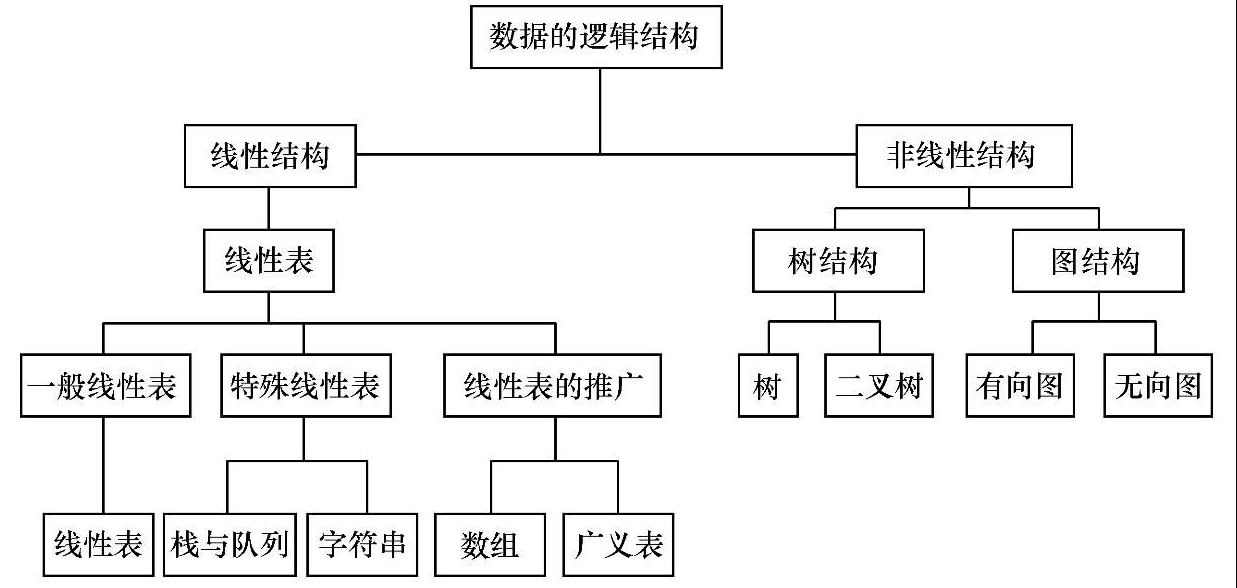 数据的逻辑结构
线性结构
非线性结构
线性表
树结构
图结构
一般线性表
特殊线性表
线性表的推广
树
二叉树
有向图
无向图
线性表
栈与队列
字符串
数组
广义表